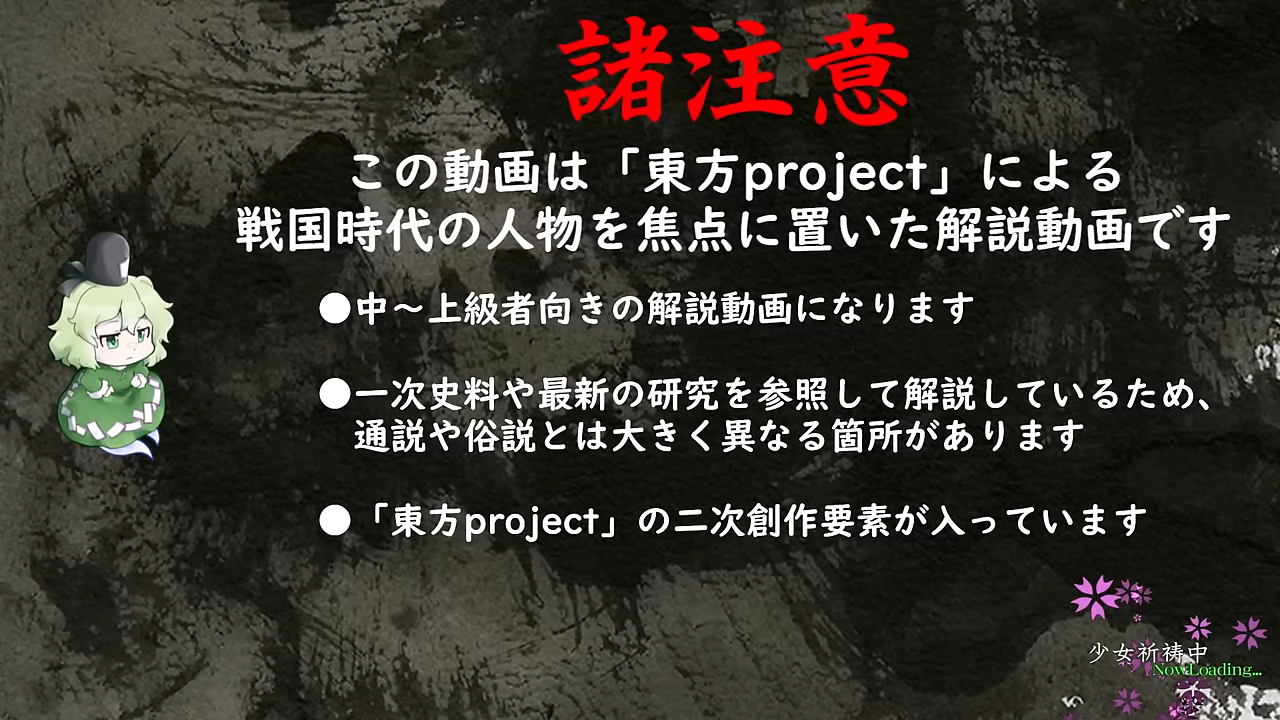 諸注意
この動画は「東方project」による
戦国時代の人物を焦点に置いた解説動画です
●中～上級者向きの解説動画になります
●一次史料や最新の研究を参照して解説しているため、
通説や俗説とは大きく異なる箇所があります
●「東方project」の二次創作要素が入っています
少女祈祷中
NowLoading...